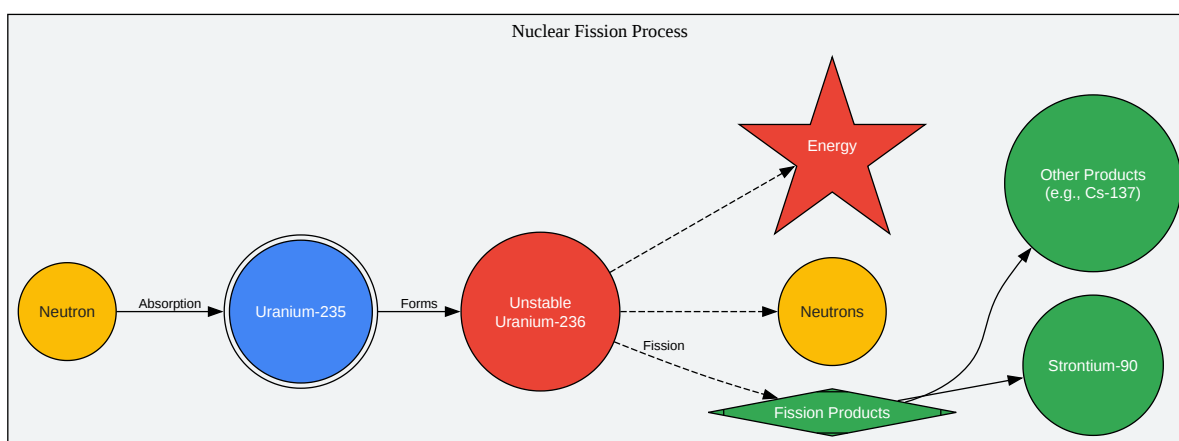 Nuclear Fission Process
Neutron
Absorption
Uranium-235
Forms
Unstable
Uranium-236
Fission
Energy
Neutrons
Fission Products
Other Products
(e.g., Cs-137)
Strontium-90